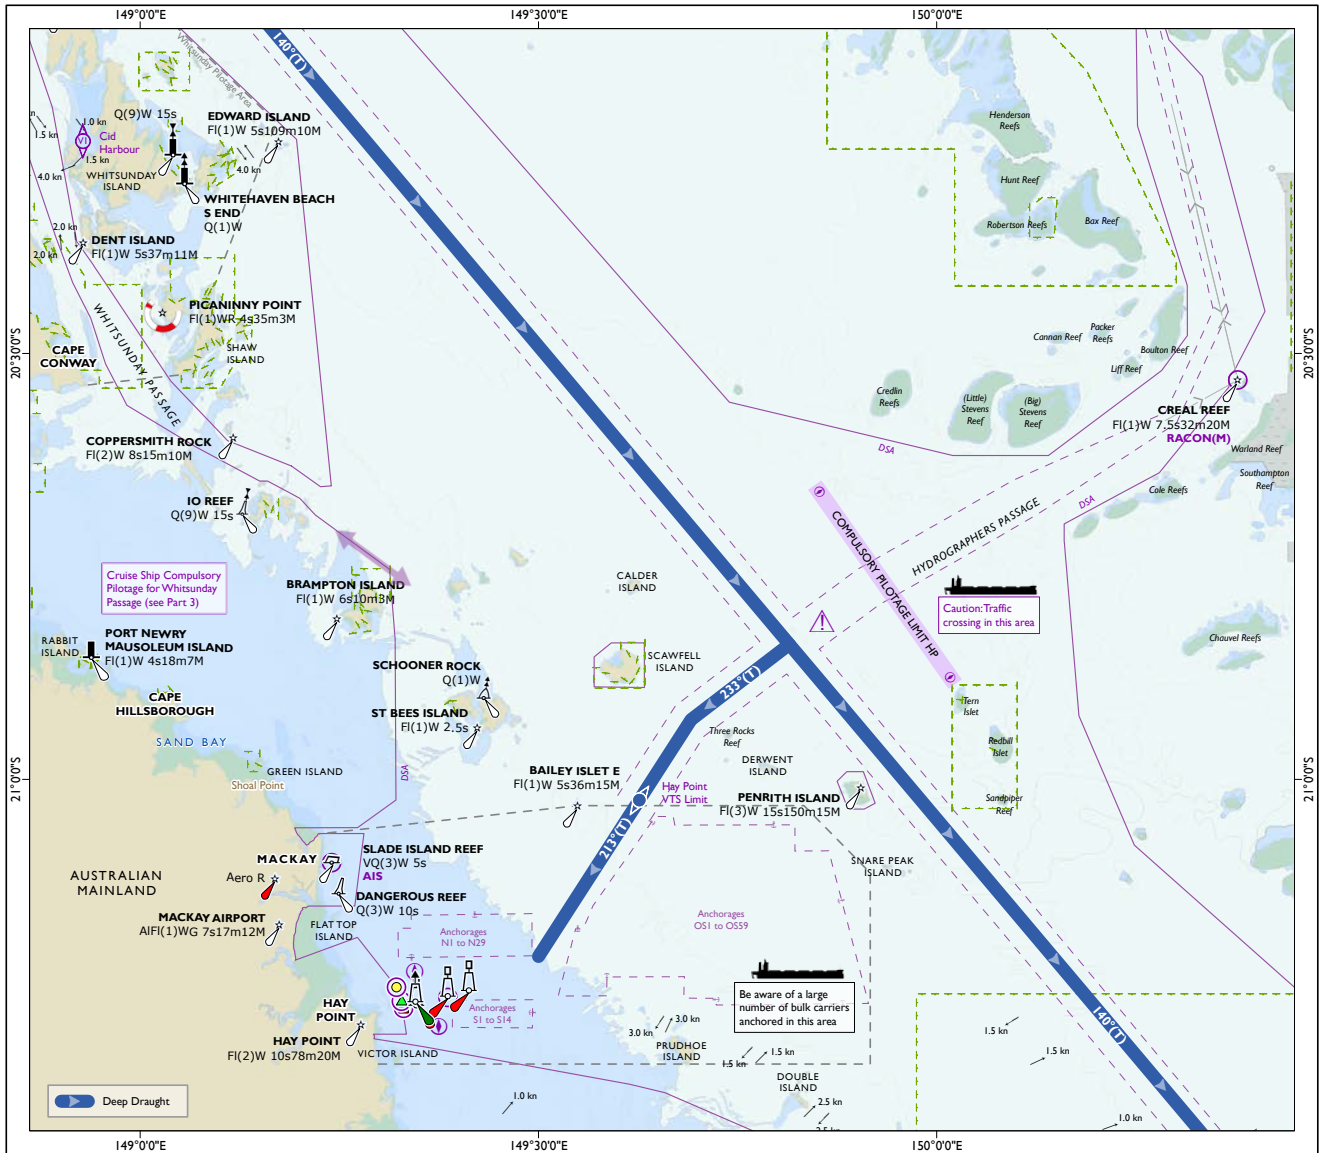 149°0'0"E
149°30'0"E
150°0'0"E
140°(T)
Whitsunday Pilotage Area
Q(9)W 15s
EDWARD ISLAND
Fl(1)W 5s109m10M
1.0 kn
1.5 kn
V1
Cid
Harbour
1.5 kn
4.0 kn
4.0 kn
WHITSUNDAY
ISLAND
WHITEHAVEN BEACH
S END
Q(1)W
2.0 kn
DENT ISLAND
Fl(1)W 5s37m11M
2.0 kn
PICANINNY POINT
Fl(1)WR 4s35m3M
WHITSUNDAY PASSAGE
SHAW
ISLAND
CAPE
CONWAY
20°30'0"S
20°30'0"S
COPPERSMITH ROCK
Fl(2)W 8s15m10M
IO REEF
Q(9)W 15s
Henderson
Reefs
Hunt Reef
Robertson Reefs
Bax Reef
Cannan Reef
Packer
Reefs
Boulton Reef
Liff Reef
Credlin
Reefs
(Little)
Stevens
Reef
(Big)
Stevens
Reef
CREAL REEF
Fl(1)W 7.5s32m20M
RACON(M)
DSA
Warland Reef
Southampton
Reef
Cole Reefs
DSA
COMPULSORY PILOTAGE LIMIT HP
HYDROGRAPHERS PASSAGE
Cruise Ship Compulsory
Pilotage for Whitsunday
Passage (see Part 3)
BRAMPTON ISLAND
Fl(1)W 6s10m3M
CALDER
ISLAND
Caution:Traffic
crossing in this area
RABBIT
ISLAND
PORT NEWRY
MAUSOLEUM ISLAND
Fl(1)W 4s18m7M
Chauvel Reefs
SCAWFELL
ISLAND
SCHOONER ROCK
Q(1)W
CAPE
HILLSBOROUGH
ST BEES ISLAND
Fl(1)W 2.5s
233°(T)
Tern
Islet
SAND BAY
Three Rocks
Reef
Redbill
Islet
GREEN ISLAND
DSA
DERWENT
ISLAND
21°0'0"S
21°0'0"S
Shoal Point
BAILEY ISLET E
Fl(1)W 5s36m15M
Hay Point
VTS Limit
PENRITH ISLAND
Fl(3)W 15s150m15M
Sandpiper
Reef
213°(T)
MACKAY
SLADE ISLAND REEF
VQ(3)W 5s
AIS
SNARE PEAK
ISLAND
AUSTRALIAN
MAINLAND
Aero R
DANGEROUS REEF
Q(3)W 10s
MACKAY AIRPORT
AlFl(1)WG 7s17m12M
FLAT TOP
ISLAND
Anchorages
N1 to N29
Anchorages
OS1 to OS59
Be aware of a large
number of bulk carriers
anchored in this area
HAY
POINT
Anchorages
S1 to S14
HAY POINT
Fl(2)W 10s78m20M
VICTOR ISLAND
3.0 kn
3.0 kn
PRUDHOE
ISLAND
1.5 kn
1.5 kn
1.5 kn
1.5 kn
140°(T)
DOUBLE
ISLAND
Deep Draught
1.0 kn
2.5 kn
1.0 kn
149°0'0"E
149°30'0"E
150°0'0"E